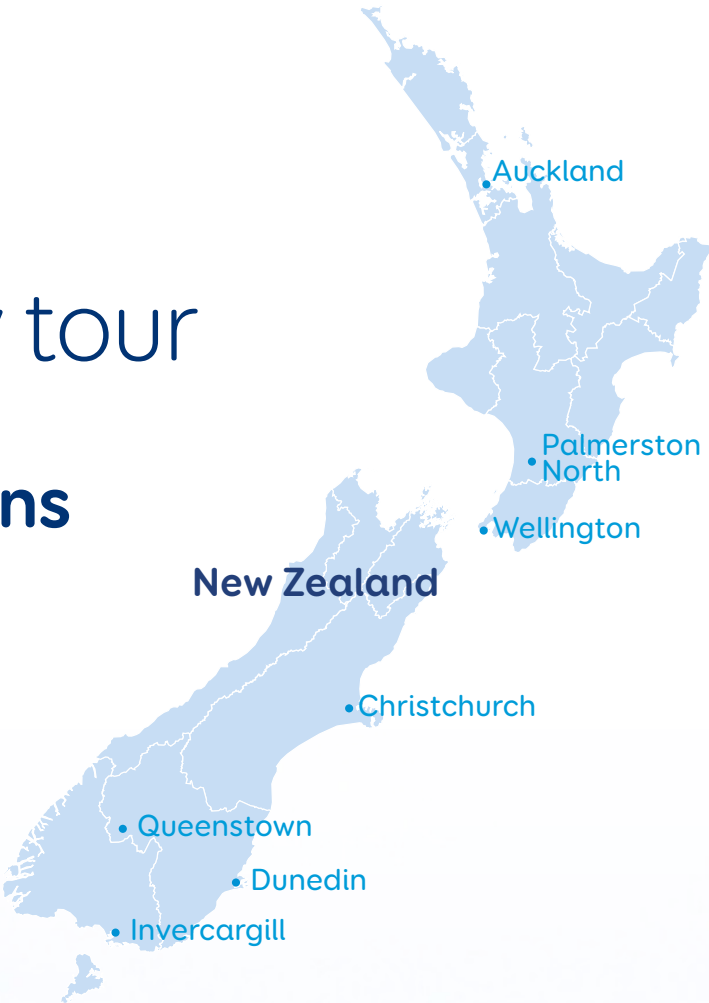 Auckland
tour
Palmerston
North
ns
Wellington
New Zealand
Christchurch
Queenstown
Dunedin
Invercargill